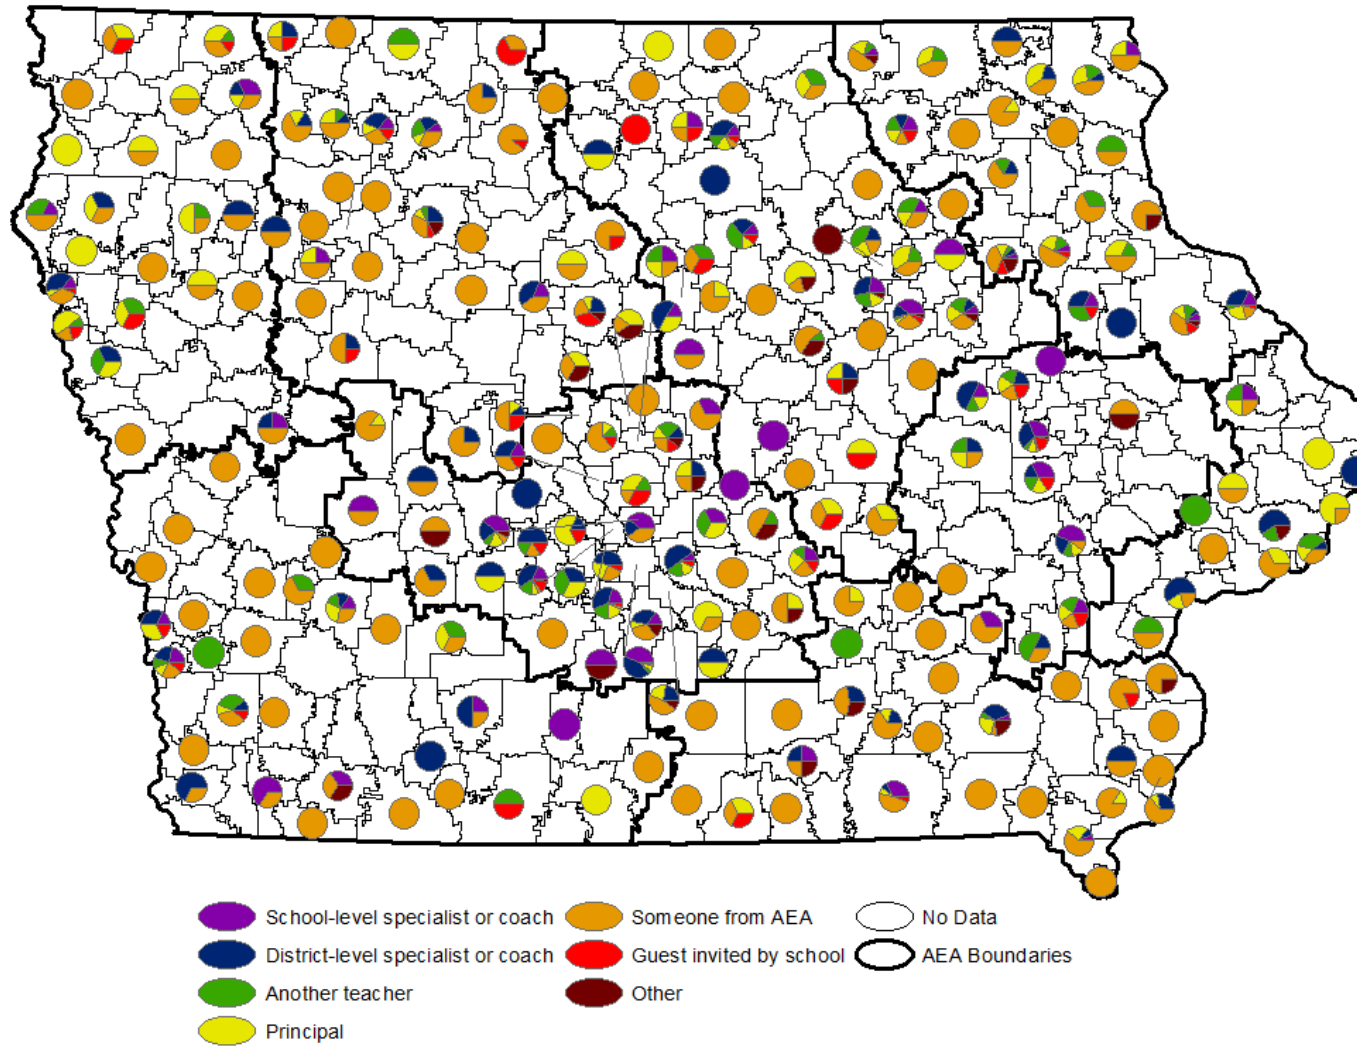 School-level specialist or coach
Someone from AEA
No Data
District-level specialist or coach
Guest invited by school
AEA Boundaries
Another teacher
Other
Principal